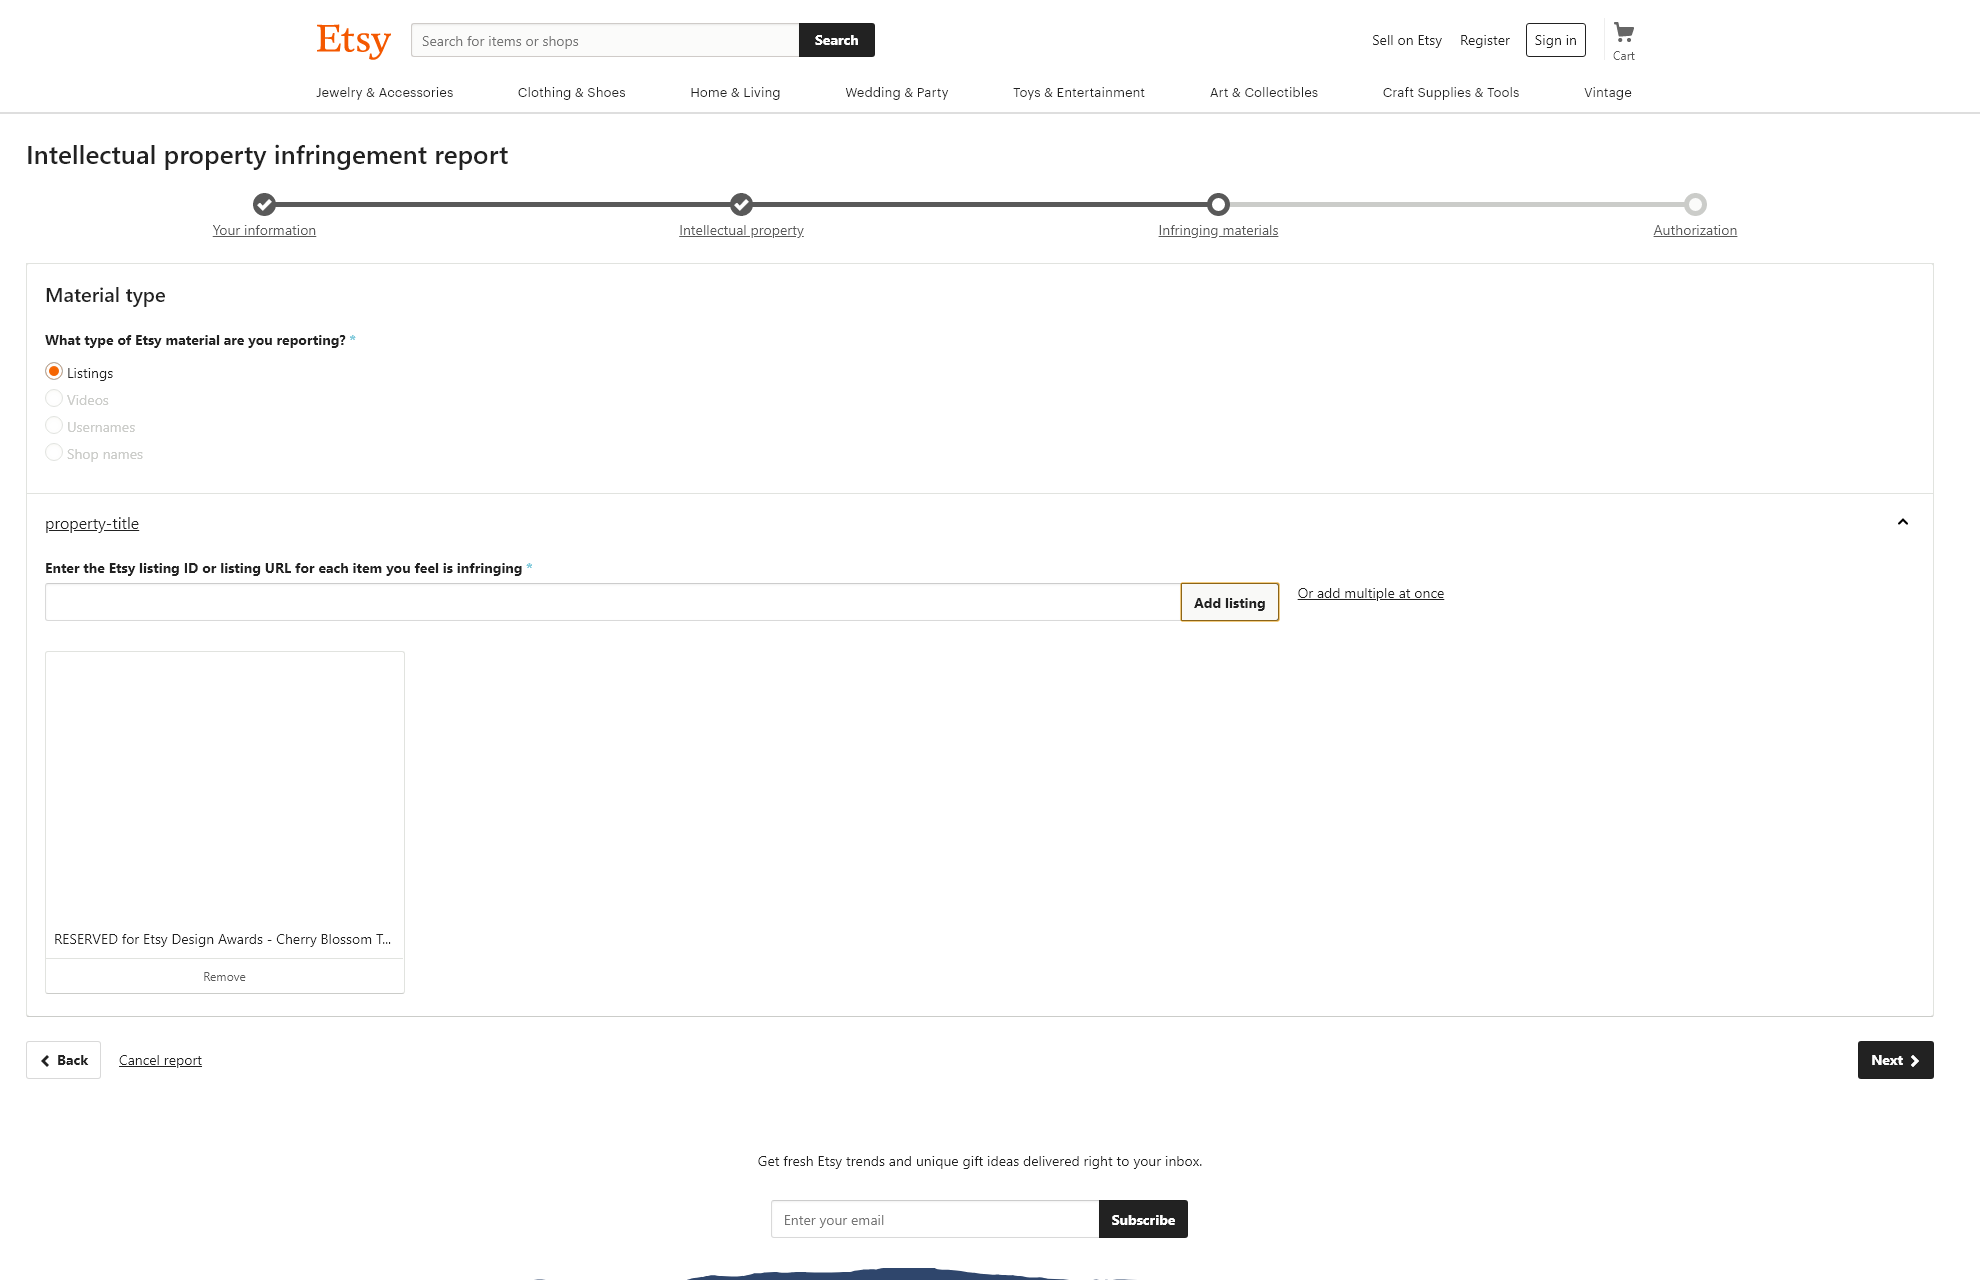 Etsy
Search for items or shops
Search
Sell on Etsy
Register
Sign in
Cart
Jewelry & Accessories
Clothing & Shoes
Home & Living
Wedding & Party
Toys & Entertainment
Art & Collectibles
Craft Supplies & Tools
Vintage
Intellectual property infringement report
Your information
Intellectual property
Infringing materials
Authorization
Material type
What type of Etsy material are you reporting? *
Listings
Videos
Usernames
Shop names
property-title
Enter the Etsy listing ID or listing URL for each item you feel is infringing *
Add listing
Or add multiple at once
RESERVED for Etsy Design Awards - Cherry Blossom T...
Remove
Back
Cancel report
Next
Get fresh Etsy trends and unique gift ideas delivered right to your inbox.
Enter your email
Subscribe